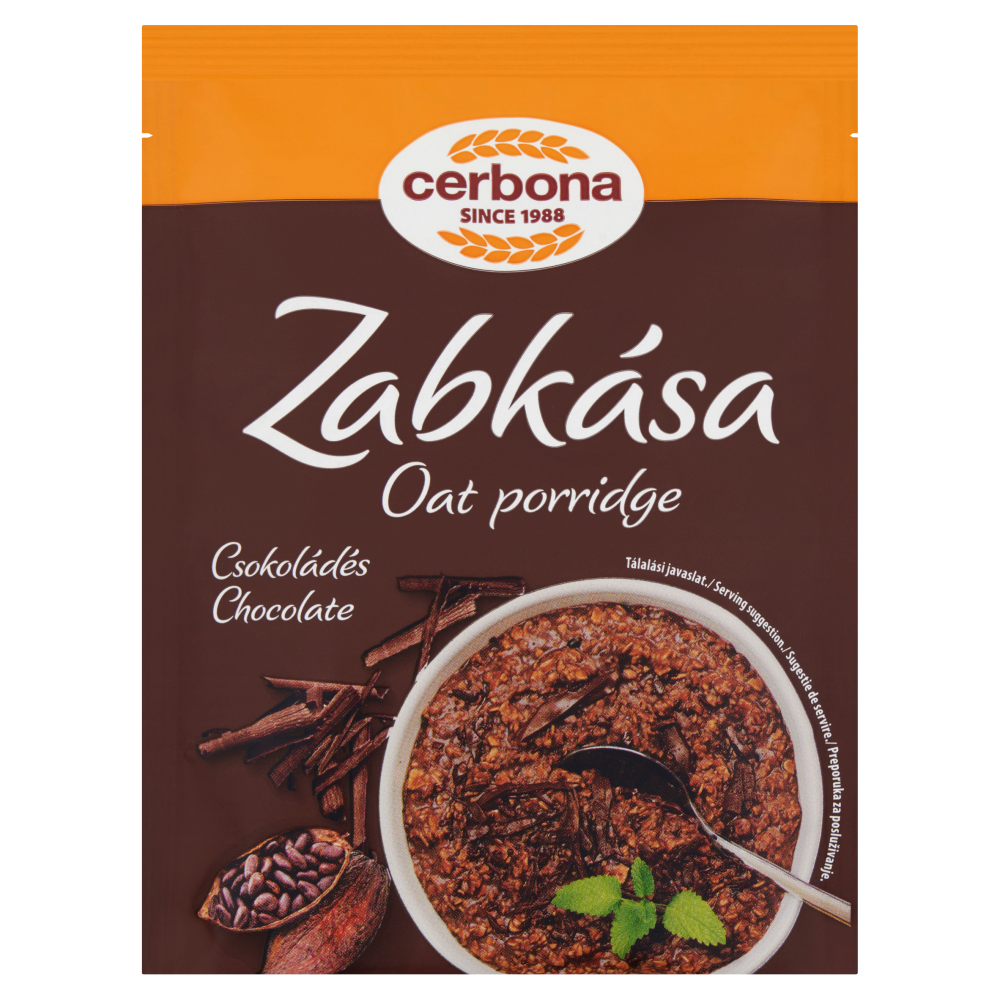 cerbona
SINCE 1988
Zabkása
Oat porridge
Csokoládés
Chocolate
Tálalási javaslat./ Serving suggestion./ Sugestie de servire./ Preporuka za posluživanje.